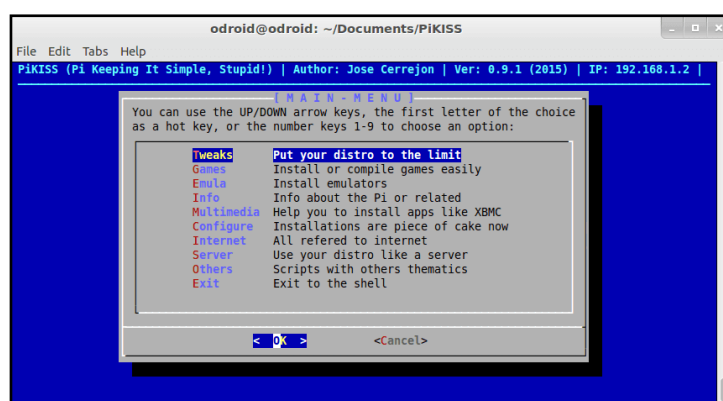 odroid@odroid: ~/Documents/PiKISS
File Edit Tabs Help
PiKISS (Pi Keeping It Simple, Stupid!) | Author: Jose Cerrejon | Ver: 0.9.1 (2015) | IP: 192.168.1.2 |
[ M A I N - M E N U ]
You can use the UP/DOWN arrow keys, the first letter of the choice
as a hot key, or the number keys 1-9 to choose an option:
Tweaks Put your distro to the limit
Games Install or compile games easily
Emula Install emulators
Info Info about the Pi or related
Multimedia Help you to install apps like XBMC
Configure Installations are piece of cake now
Internet All refered to internet
Server Use your distro like a server
Others Scripts with others thematics
Exit Exit to the shell
< OK > <Cancel>